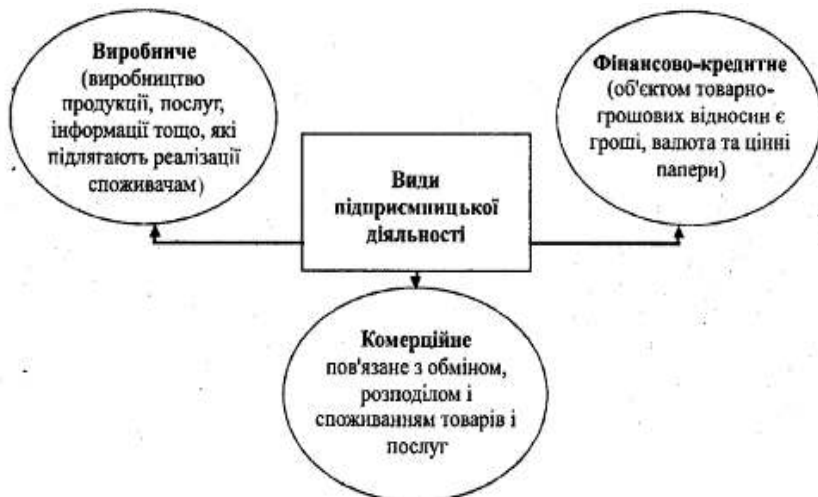 Виробниче
(виробництво
продукції, послуг,
інформації тощо, які
підлягають реалізації
споживачам)
Фінансово-кредитне
(об'єктом товарно-
грошових відносин є
гроші, валюта та цінні
папери)
Види
підприємницької
діяльності
Комерційне
пов'язане з обміном,
розподілом і
споживанням товарів і
послуг